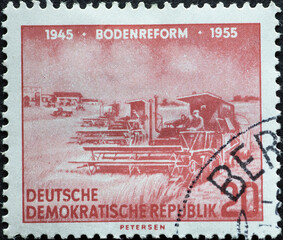 1945 · BODENREFORM · 1955
DEUTSCHE
DEMOKRATISCHE REPUBLIK
20
PETERSEN
BER